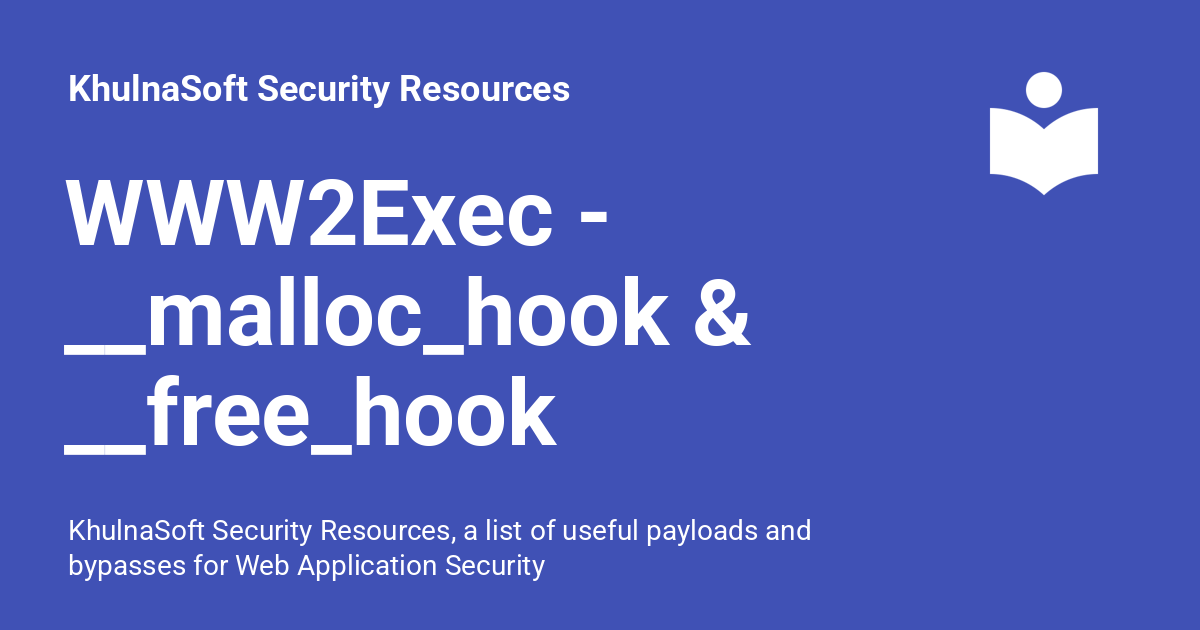 KhulnaSoft Security Resources
WWW2Exec -
__malloc_hook &
__free_hook
KhulnaSoft Security Resources, a list of useful payloads and
bypasses for Web Application Security